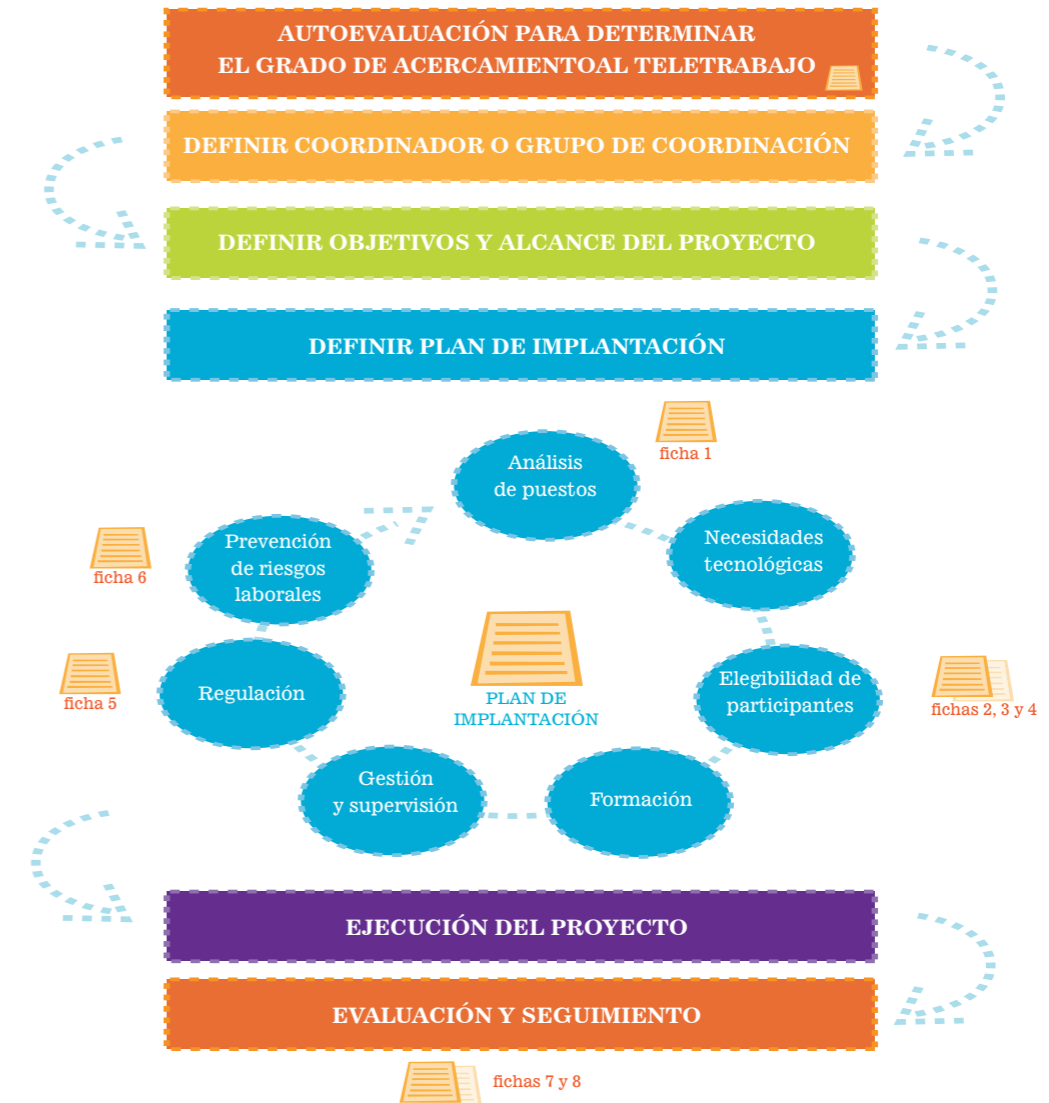 AUTOEVALUACIÓN PARA DETERMINAR
EL GRADO DE ACERCAMIENTOAL TELETRABAJO
DEFINIR COORDINADOR O GRUPO DE COORDINACIÓN
DEFINIR OBJETIVOS Y ALCANCE DEL PROYECTO
DEFINIR PLAN DE IMPLANTACIÓN
ficha 1
Análisis
de puestos
Necesidades
tecnológicas
Elegibilidad de
participantes
fichas 2, 3 y 4
Formación
Gestión
y supervisión
Regulación
ficha 5
Prevención
de riesgos
laborales
ficha 6
PLAN DE
IMPLANTACIÓN
EJECUCIÓN DEL PROYECTO
EVALUACIÓN Y SEGUIMIENTO
fichas 7 y 8